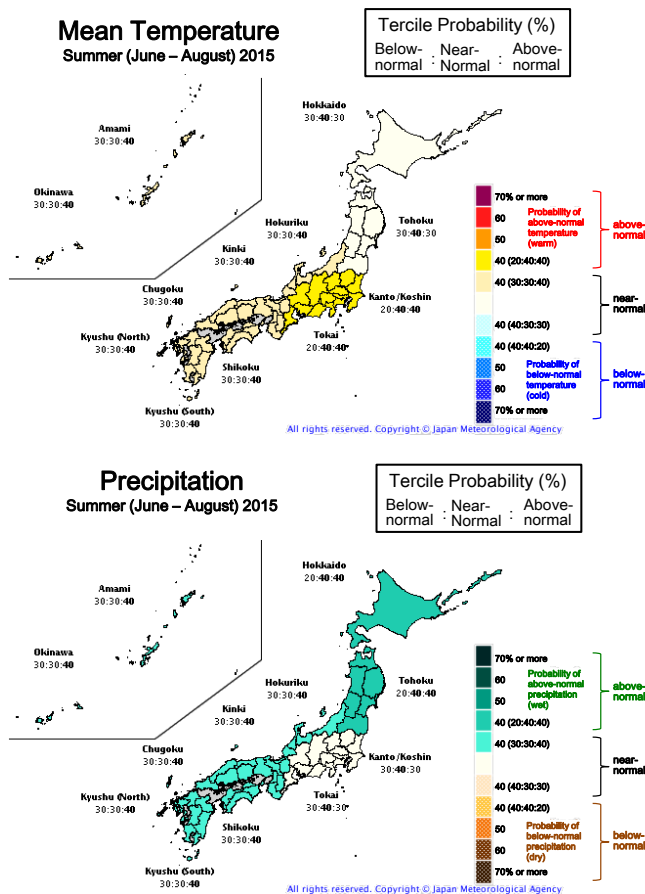 Mean Temperature
Summer (June – August) 2015
Tercile Probability (%)
Below-normal : Near-Normal : Above-normal
Hokkaido
30:40:30
Amami
30:30:40
Okinawa
30:30:40
Hokuriku
30:30:40
Tohoku
30:40:30
Kinki
30:30:40
Chugoku
30:30:40
Kanto/Koshin
20:40:40
Kyushu (North)
30:30:40
Tokai
20:40:40
Shikoku
30:30:40
Kyushu (South)
30:30:40
70% or more
60
50
40 (20:40:40)
Probability of
above-normal
temperature
(warm)
above-normal
40 (30:30:40)
40 (40:30:30)
near-normal
40 (40:40:20)
50
60
70% or more
Probability of
below-normal
temperature
(cold)
below-normal
All rights reserved. Copyright © Japan Meteorological Agency
Precipitation
Summer (June – August) 2015
Tercile Probability (%)
Below-normal : Near-Normal : Above-normal
Hokkaido
20:40:40
Amami
30:30:40
Okinawa
30:30:40
Hokuriku
30:30:40
Tohoku
20:40:40
Kinki
30:30:40
Chugoku
30:30:40
Kanto/Koshin
30:40:30
Kyushu (North)
30:30:40
Tokai
30:40:30
Shikoku
30:30:40
Kyushu (South)
30:30:40
70% or more
60
50
40 (20:40:40)
Probability of
above-normal
precipitation
(wet)
above-normal
40 (30:30:40)
40 (40:30:30)
near-normal
40 (40:40:20)
50
60
70% or more
Probability of
below-normal
precipitation
(dry)
below-normal
All rights reserved. Copyright © Japan Meteorological Agency